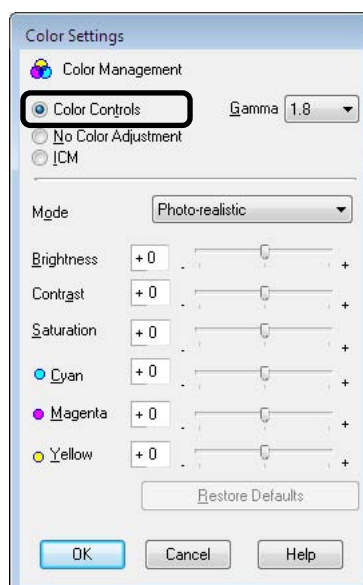 Color Settings
Color Management
Color Controls Gamma 1.8
No Color Adjustment
ICM
Mode Photo-realistic
Brightness + 0 - +
Contrast + 0 - +
Saturation + 0 - +
Cyan + 0 - +
Magenta + 0 - +
Yellow + 0 - +
Restore Defaults
OK Cancel Help